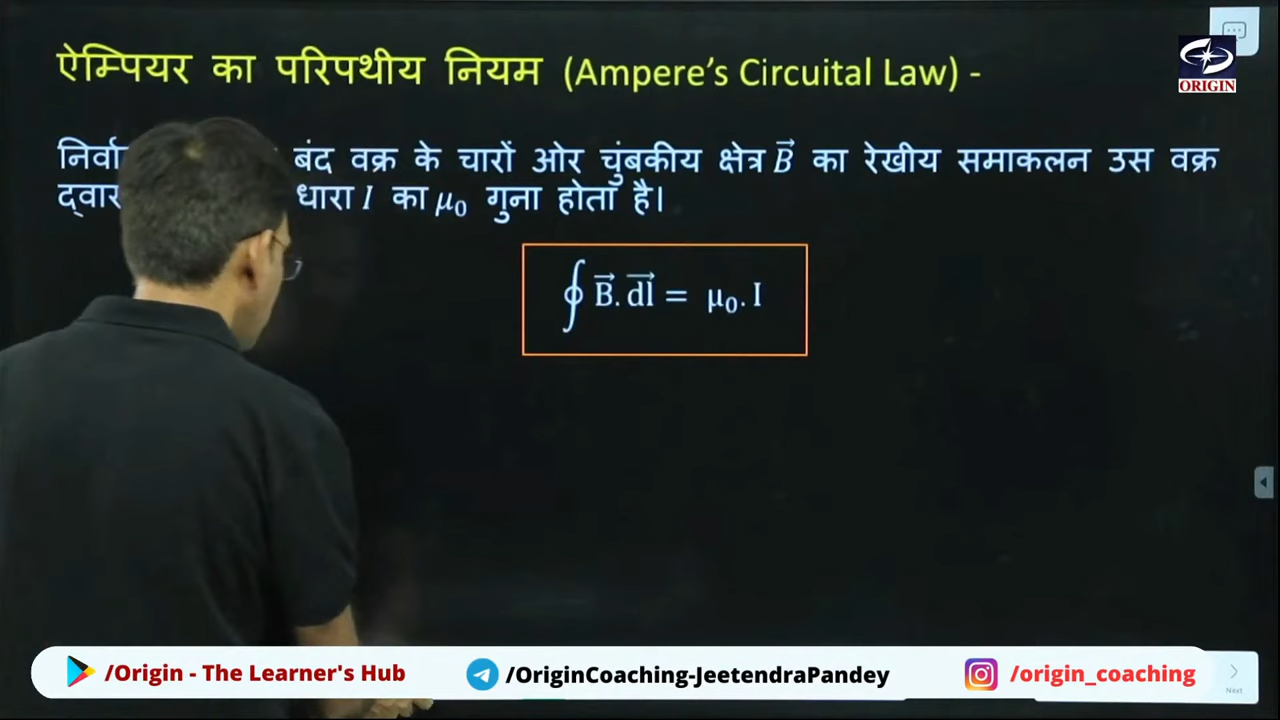 ऐम्पियर का परिपथीय नियम (Ampere's Circuital Law) -
ORIGIN
बंद वक्र के चारों ओर चुंबकीय क्षेत्र B⃗ का रेखीय समाकलन उस वक्र
धारा I का μ₀ गुना होता है।
∮ B⃗. dl⃗ = μ₀. I
/Origin - The Learner's Hub
/OriginCoaching-JeetendraPandey
/origin_coaching
Next